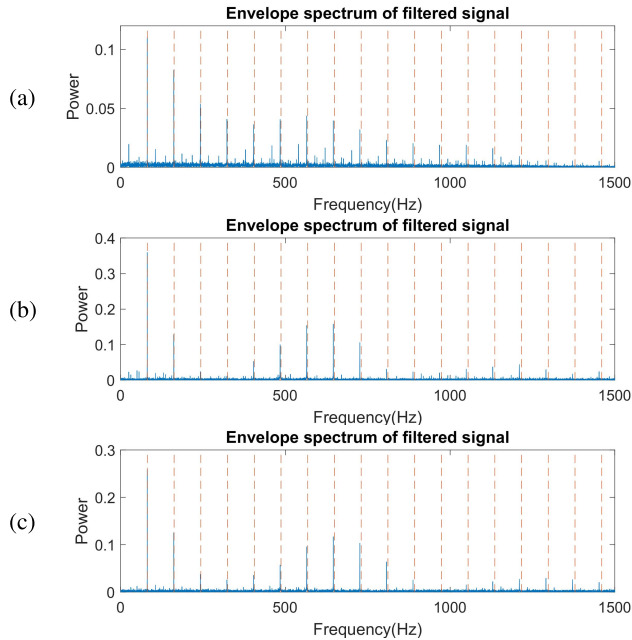 Envelope spectrum of filtered signal
(a)
Power
0.1
0.05
0
0 500 1000 1500
Frequency(Hz)
Envelope spectrum of filtered signal
(b)
Power
0.4
0.3
0.2
0.1
0
0 500 1000 1500
Frequency(Hz)
Envelope spectrum of filtered signal
(c)
Power
0.3
0.2
0.1
0
0 500 1000 1500
Frequency(Hz)